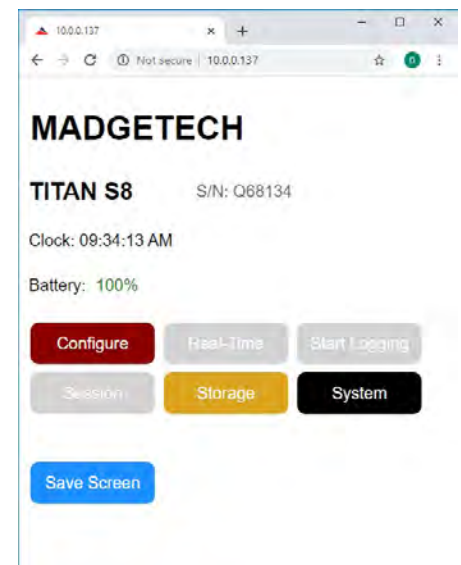 10.0.0.137
Not secure | 10.0.0.137
MADGETECH
TITAN S8 S/N: Q68134
Clock: 09:34:13 AM
Battery: 100%
Configure Real-Time Start Logging
Session Storage System
Save Screen